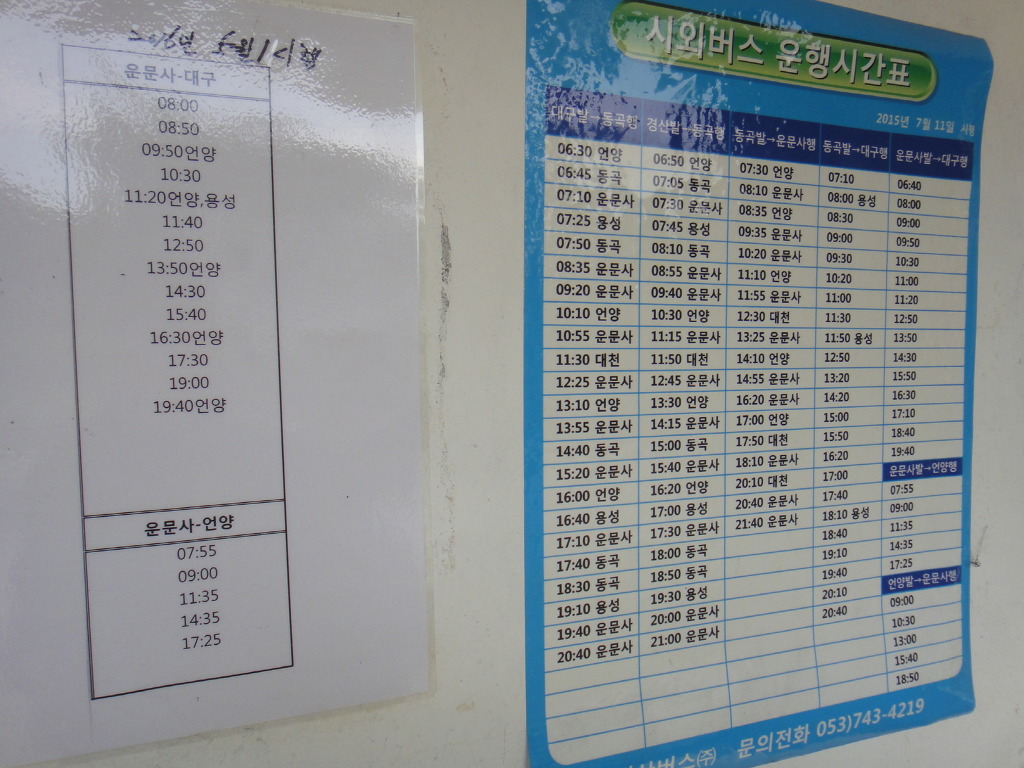 2016년 5월 1 시행
운문사-대구
08:00
08:50
09:50언양
10:30
11:20언양,용성
11:40
12:50
13:50언양
14:30
15:40
16:30언양
17:30
19:00
19:40언양
운문사-언양
07:55
09:00
11:35
14:35
17:25
시외버스 운행시간표
2015년 7월 11일 시행
대구발→동곡행 경산발→동곡행 동곡발→운문사행 동곡발→대구행 운문사발→대구행
06:30 언양 06:50 언양 07:30 언양 07:10 06:40
06:45 동곡 07:05 동곡 08:10 운문사 08:00 용성 08:00
07:10 운문사 07:30 운문사 08:35 언양 08:30 09:00
07:25 용성 07:45 용성 09:35 운문사 09:00 09:50
07:50 동곡 08:10 동곡 10:20 운문사 09:30 10:30
08:35 운문사 08:55 운문사 11:10 언양 10:20 11:00
09:20 운문사 09:40 운문사 11:55 운문사 11:00 11:20
10:10 언양 10:30 언양 12:30 대천 11:30 12:50
10:55 운문사 11:15 운문사 13:25 운문사 11:50 용성 13:50
11:30 대천 11:50 대천 14:10 언양 12:50 14:30
12:25 운문사 12:45 운문사 14:55 운문사 13:20 15:50
13:10 언양 13:30 언양 16:20 운문사 14:20 16:30
13:55 운문사 14:15 운문사 17:00 언양 15:00 17:10
14:40 동곡 15:00 동곡 17:50 대천 15:50 18:40
15:20 운문사 15:40 운문사 18:10 운문사 16:20 19:40
16:00 언양 16:20 언양 20:10 대천 17:00 운문사발→언양행
16:40 용성 17:00 용성 20:40 운문사 17:40 07:55
17:10 운문사 17:30 운문사 21:40 운문사 18:10 용성 09:00
17:40 동곡 18:00 동곡 18:40 11:35
18:30 동곡 18:50 동곡 19:10 14:35
19:10 용성 19:30 용성 19:40 17:25
19:40 운문사 20:00 운문사 20:10 언양발→운문사행
20:40 운문사 21:00 운문사 20:40 09:00
10:30
13:00
15:40
18:50
버스㈜ 문의전화 053)743-4219